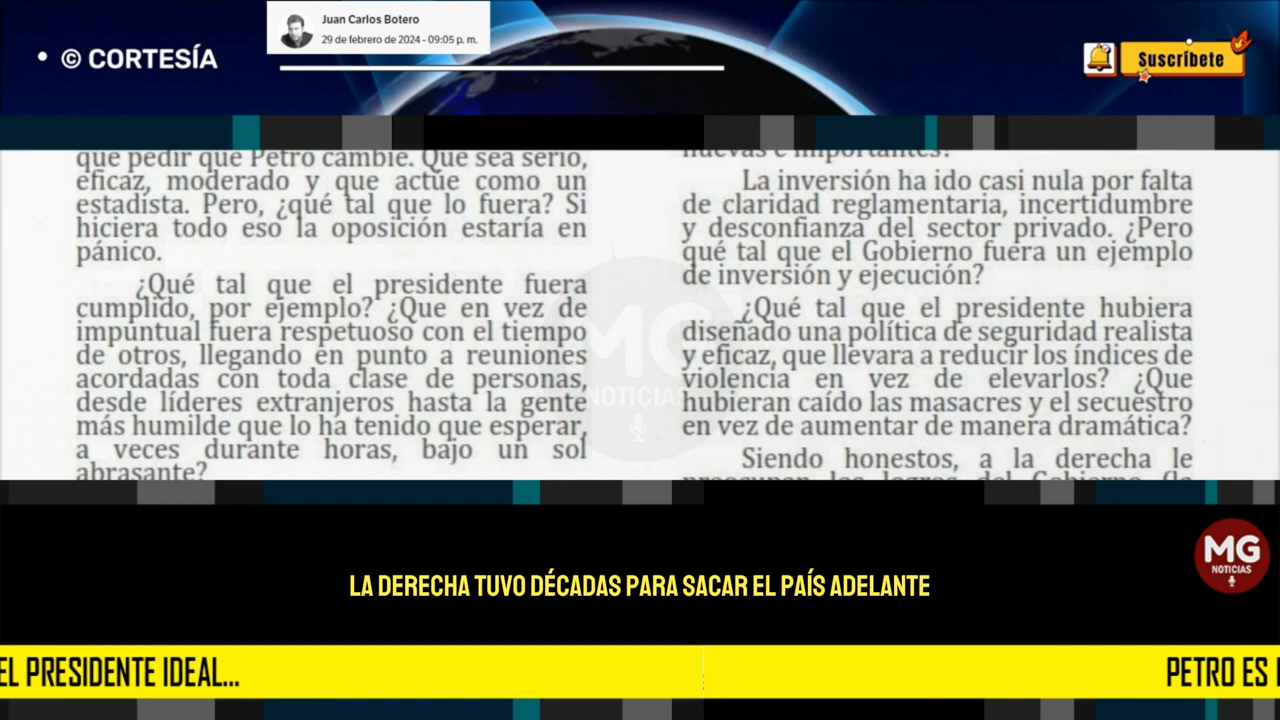 Juan Carlos Botero
29 de febrero de 2024 - 09:05 p. m.
• © CORTESÍA
Suscríbete
que pedir que Petro cambie. Que sea serio,
eficaz, moderado y que actúe como un
estadista. Pero, ¿qué tal que lo fuera? Si
hiciera todo eso la oposición estaría en
pánico.
¿Qué tal que el presidente fuera
cumplido, por ejemplo? ¿Que en vez de
impuntual fuera respetuoso con el tiempo
de otros, llegando en punto a reuniones
acordadas con toda clase de personas,
desde líderes extranjeros hasta la gente
más humilde que lo ha tenido que esperar,
a veces durante horas, bajo un sol
abrasante?
nuevas e importantes?
La inversión ha ido casi nula por falta
de claridad reglamentaria, incertidumbre
y desconfianza del sector privado. ¿Pero
qué tal que el Gobierno fuera un ejemplo
de inversión y ejecución?
¿Qué tal que el presidente hubiera
diseñado una política de seguridad realista
y eficaz, que llevara a reducir los índices de
violencia en vez de elevarlos? ¿Que
hubieran caído las masacres y el secuestro
en vez de aumentar de manera dramática?
Siendo honestos, a la derecha le
preocupan los logros del Gobierno (la
MG
NOTICIAS
LA DERECHA TUVO DÉCADAS PARA SACAR EL PAÍS ADELANTE
MG
NOTICIAS
EL PRESIDENTE IDEAL...
PETRO ES